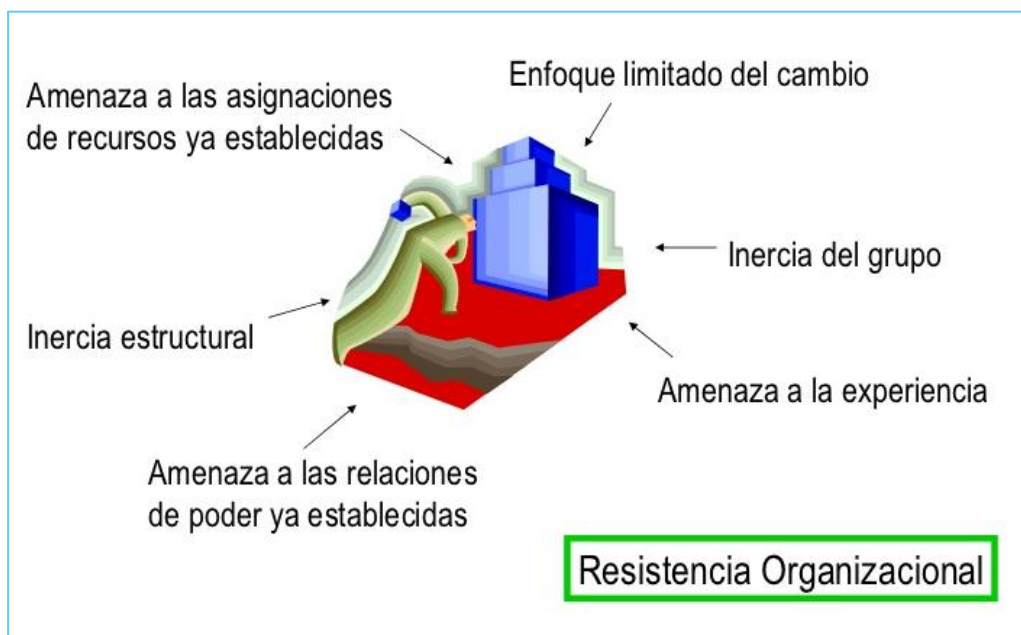 Enfoque limitado del cambio
Amenaza a las asignaciones
de recursos ya establecidas
Inercia del grupo
Inercia estructural
Amenaza a la experiencia
Amenaza a las relaciones
de poder ya establecidas
Resistencia Organizacional